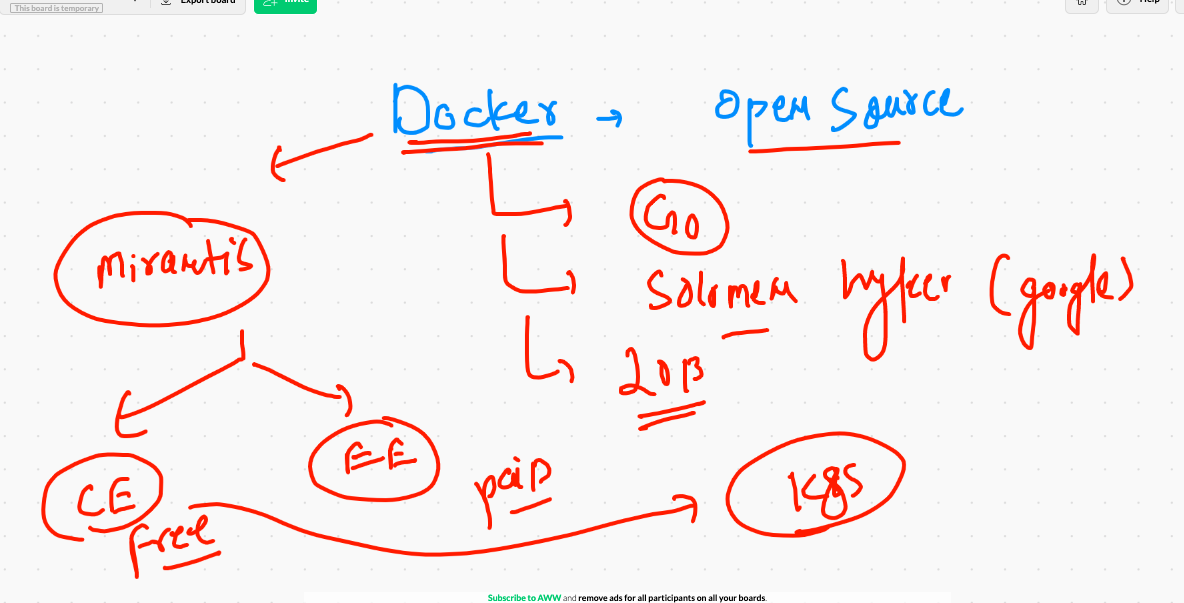 This board is temporary
Export board
Invite
Help
Docker → Open Source
Go
Mirantis
Solomen hyker (google)
2013
EE
CE
paid
K8s
free
Subscribe to AWW and remove ads for all participants on all your boards.